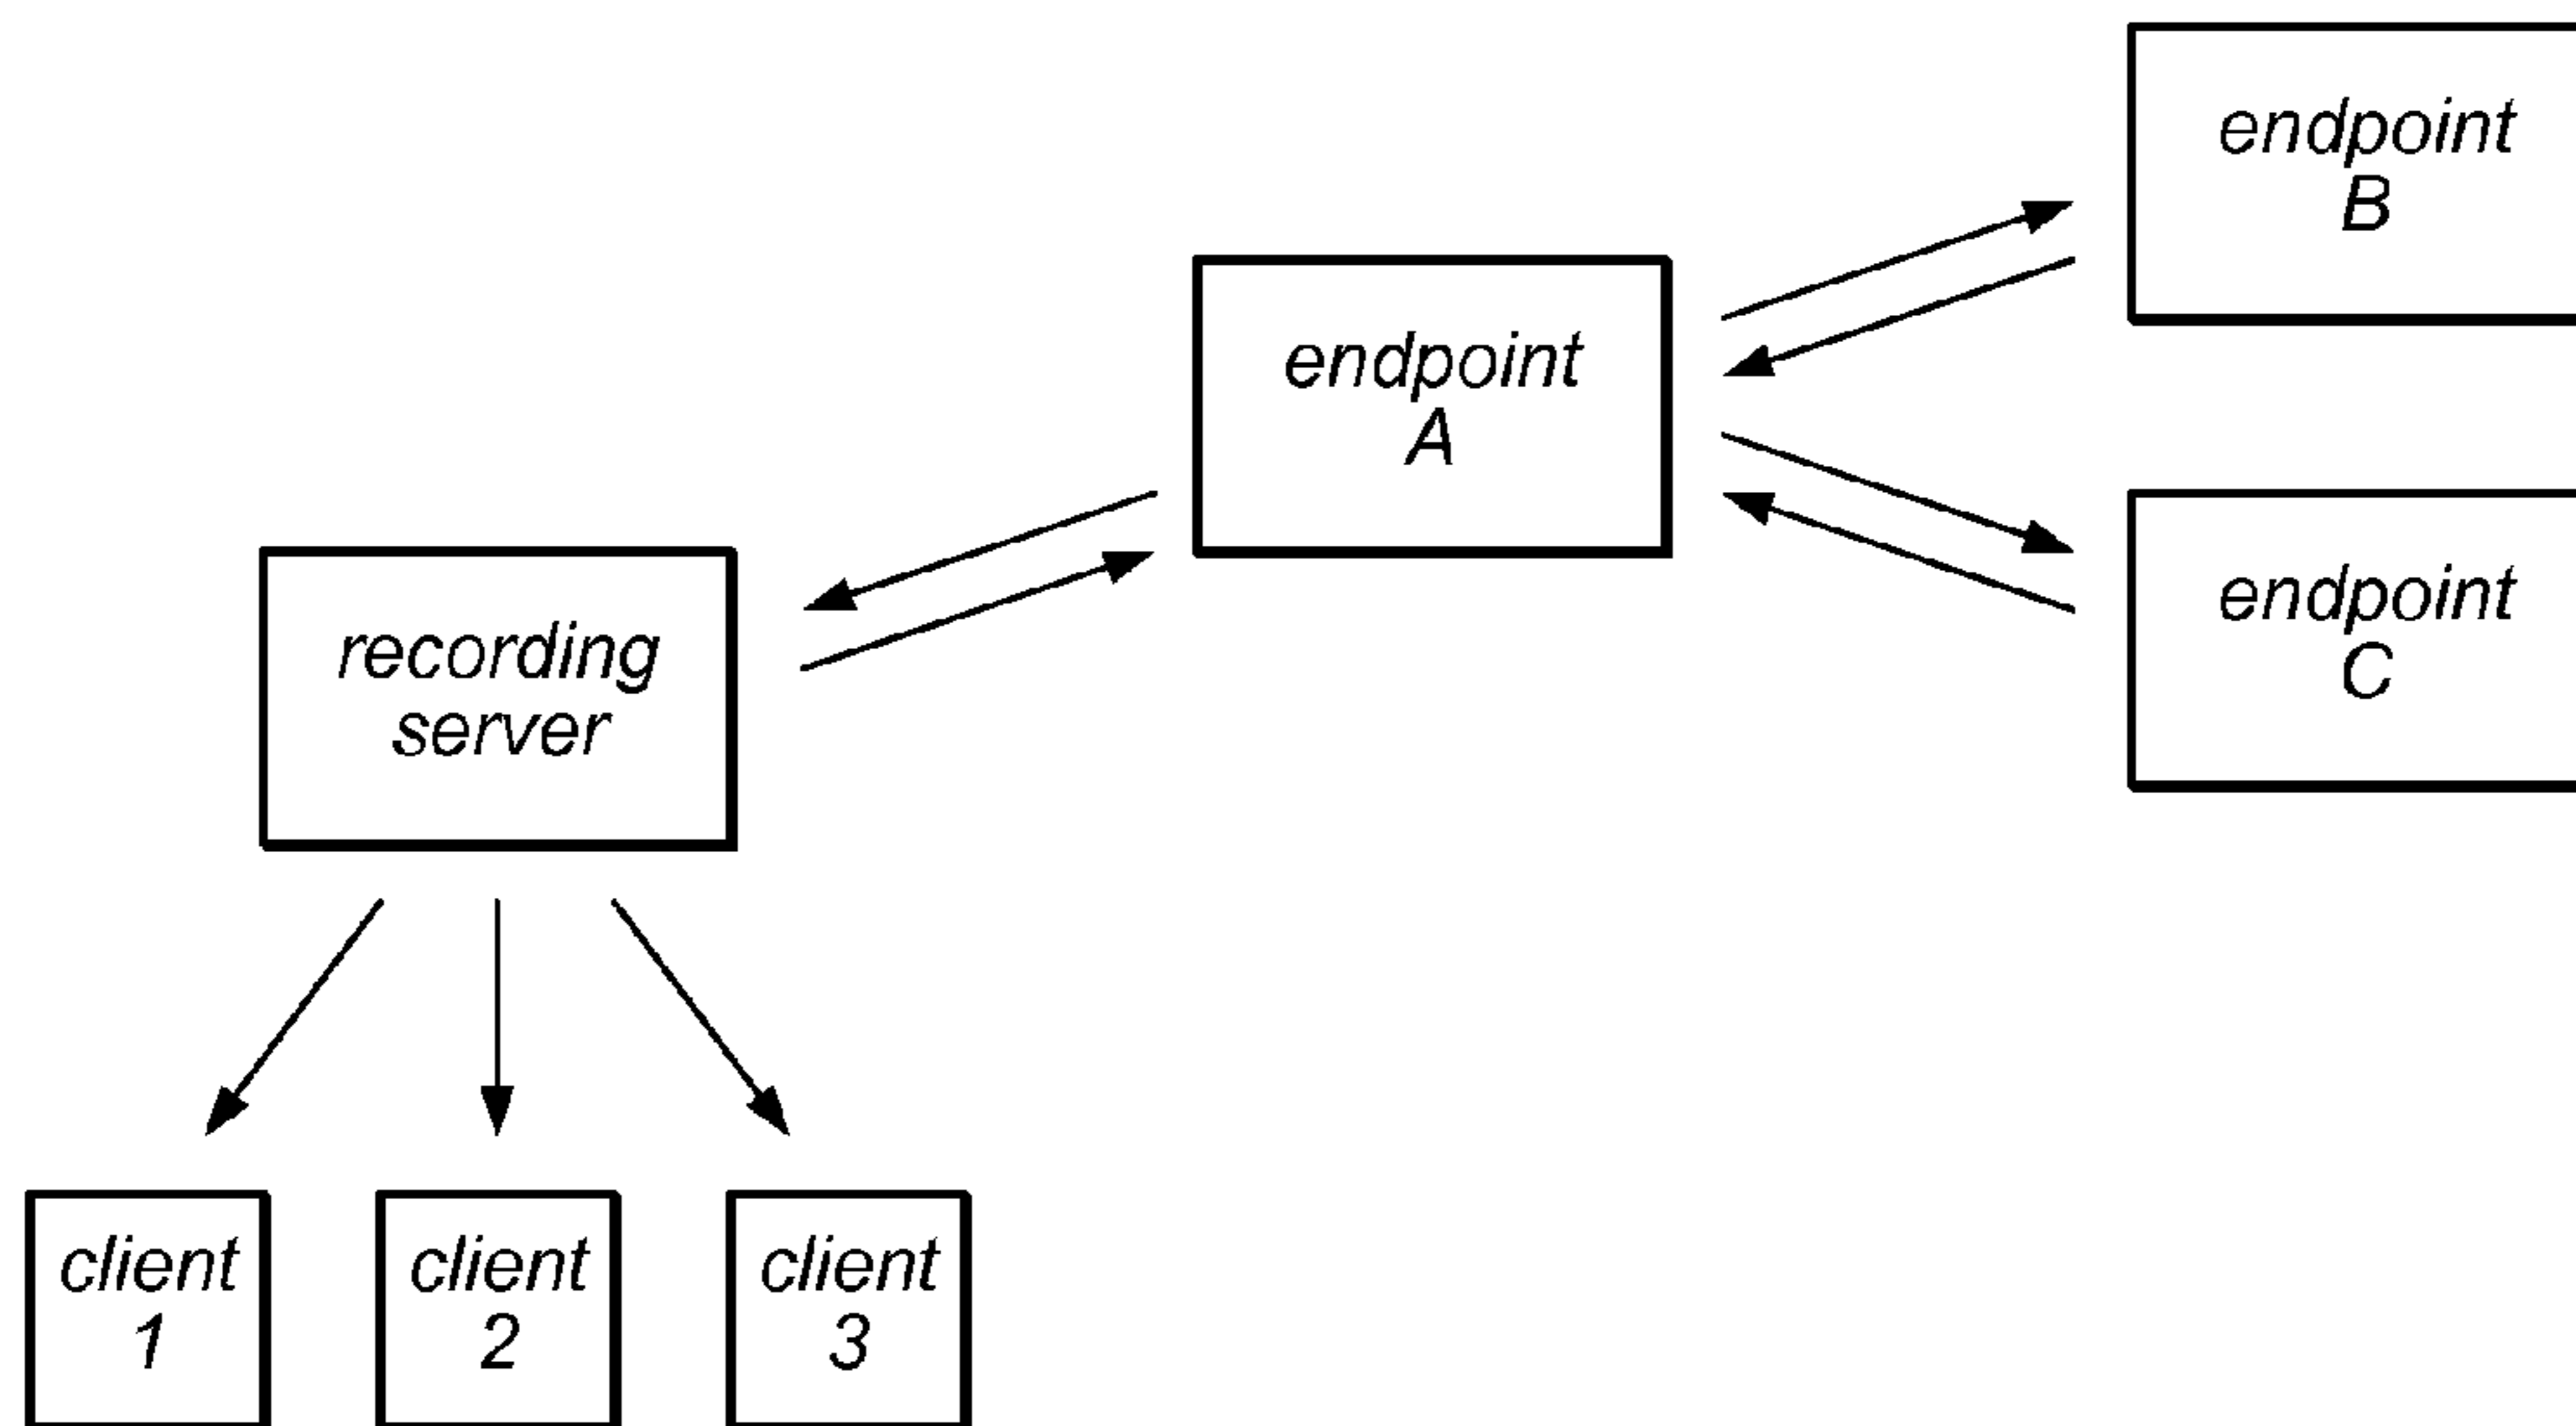 endpoint
B
endpoint
A
endpoint
C
recording
server
client
1
client
2
client
3